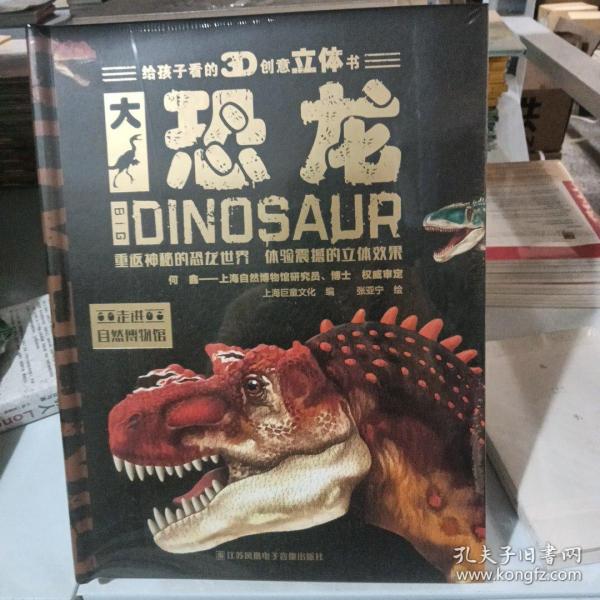 给孩子看的3D创意立体书
大恐龙
BIG DINOSAUR
重返神秘的恐龙世界 体验震撼的立体效果
何鑫——上海自然博物馆研究员、博士 权威审定
上海巨童文化 编 张亚宁 绘
走进
自然博物馆
江苏凤凰电子音像出版社
孔夫子旧书网
www.kongfz.com